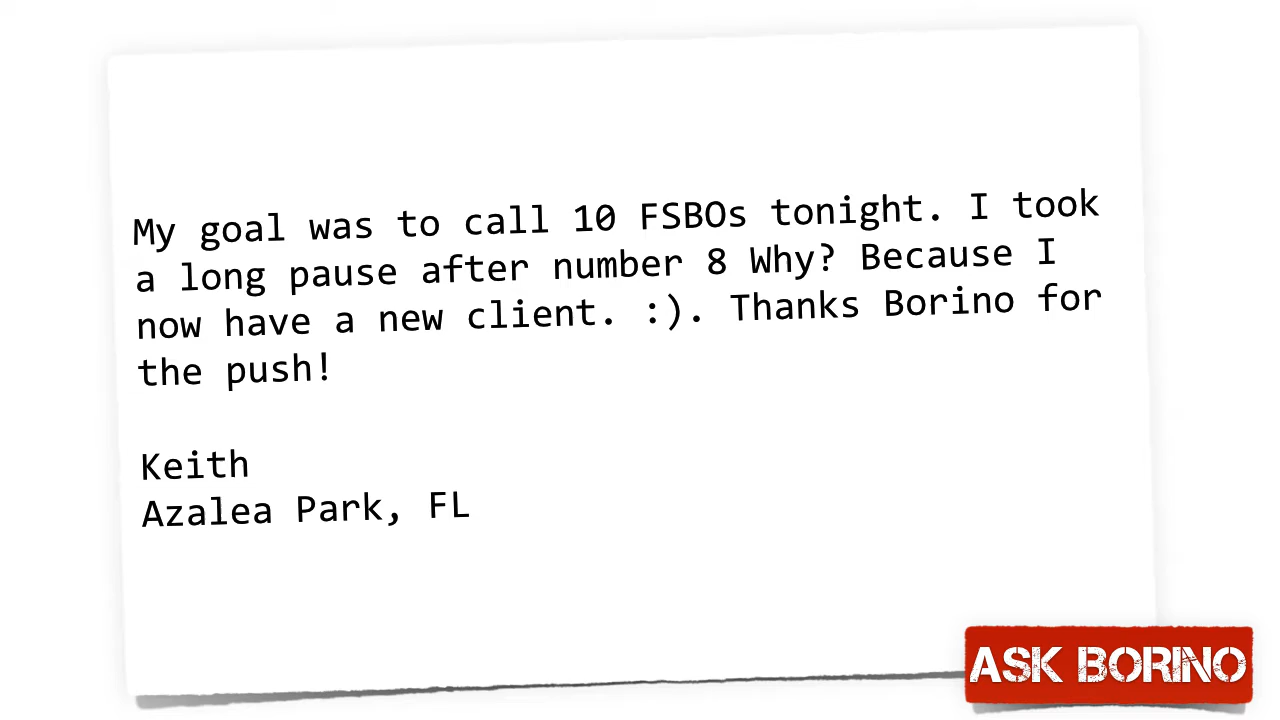 My goal was to call 10 FSBOs tonight. I took
a long pause after number 8 Why? Because I
now have a new client. :). Thanks Borino for
the push!
Keith
Azalea Park, FL
ASK BORINO